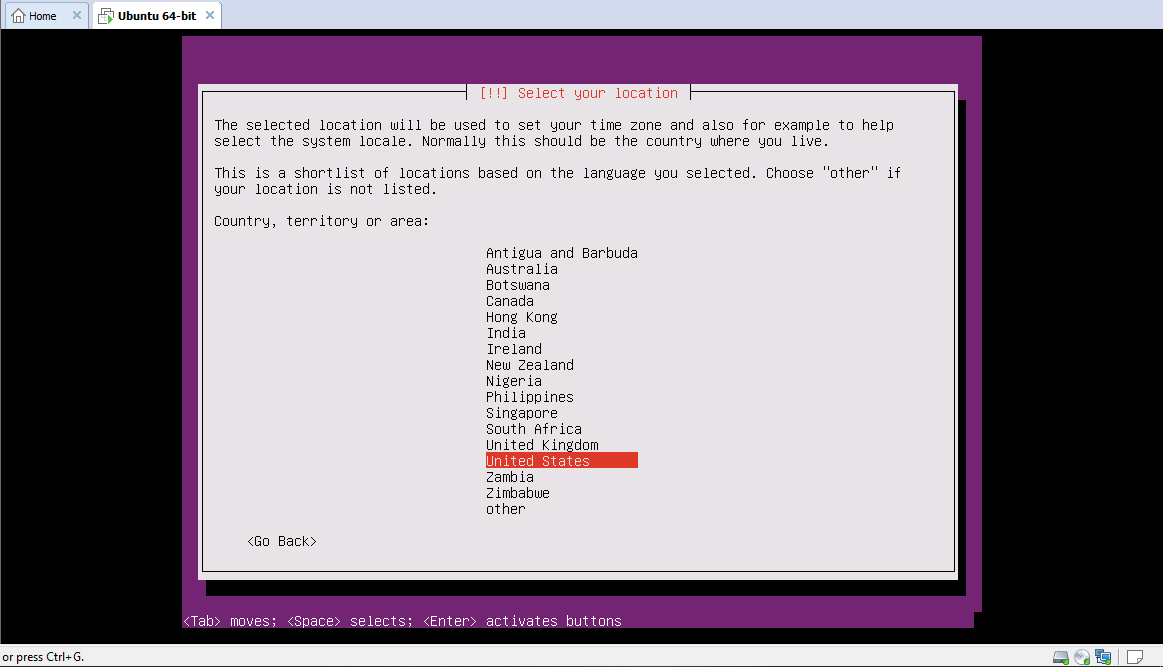 Home
Ubuntu 64-bit
[!!] Select your location
The selected location will be used to set your time zone and also for example to help
select the system locale. Normally this should be the country where you live.
This is a shortlist of locations based on the language you selected. Choose "other" if
your location is not listed.
Country, territory or area:
Antigua and Barbuda
Australia
Botswana
Canada
Hong Kong
India
Ireland
New Zealand
Nigeria
Philippines
Singapore
South Africa
United Kingdom
United States
Zambia
Zimbabwe
other
<Go Back>
<Tab> moves; <Space> selects; <Enter> activates buttons
or press Ctrl+G.